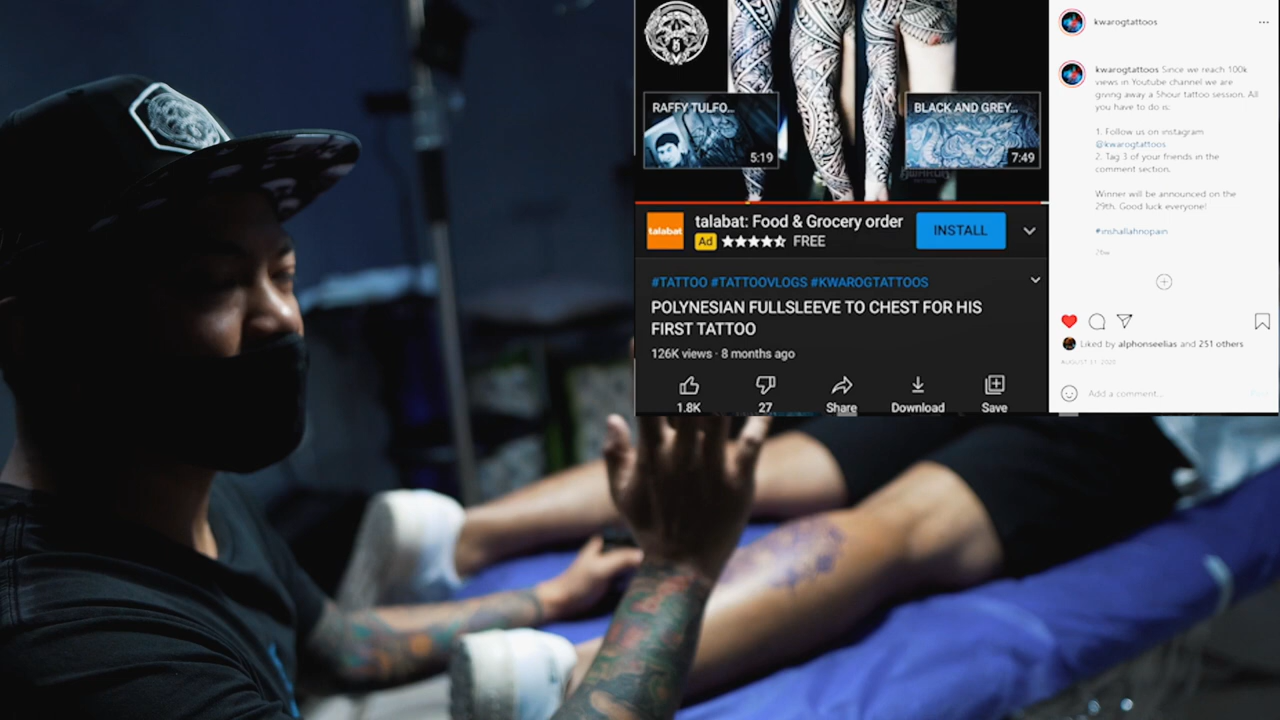 RAFFY TULFO...
5:19
BLACK AND GREY...
7:49
talabat
talabat: Food & Grocery order
Ad
FREE
INSTALL
#TATTOO #TATTOOVLOGS #KWAROGTATTOOS
POLYNESIAN FULLSLEEVE TO CHEST FOR HIS
FIRST TATTOO
126K views · 8 months ago
1.8K
27
Share
Download
Save
kwarogtattoos
kwarogtattoos Since we reach 100k
views in Youtube channel we are
giving away a 5hour tattoo session. All
you have to do is:
1. Follow us on instagram
@kwarogtattoos
2. Tag 3 of your friends in the
comment section.
Winner will be announced on the
29th. Good luck everyone!
#inshallahnopain
Liked by alphonseelias and 251 others
Add a comment...